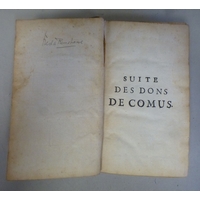 SUITE
DES DONS
DE COMUS.